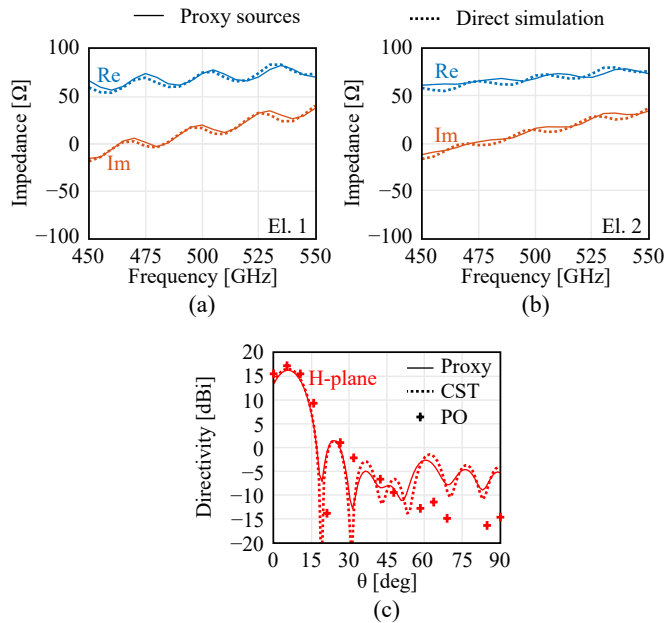 Proxy sources
Direct simulation
Impedance [Ω]
100
50
0
−50
−100
Re
Im
El. 1
450
475
500
525
550
Frequency [GHz]
(a)
Impedance [Ω]
100
50
0
−50
−100
Re
Im
El. 2
450
475
500
525
550
Frequency [GHz]
(b)
Directivity [dBi]
20
15
10
5
0
−5
−10
−15
−20
H-plane
Proxy
CST
PO
0
15
30
45
60
75
90
θ [deg]
(c)